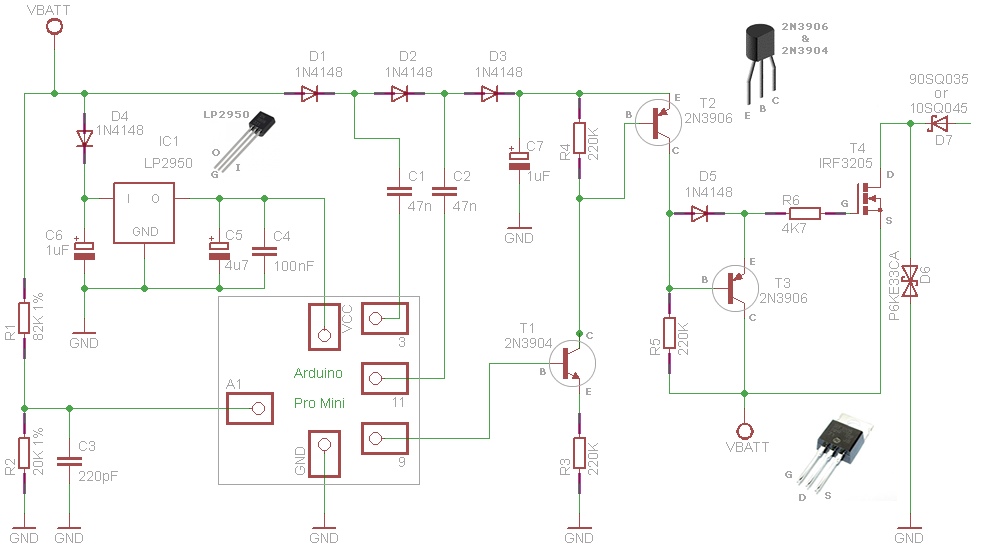 VBATT
2N3906
&
2N3904
E
B
C
D1
1N4148
D2
1N4148
D3
1N4148
90SQ035
or
10SQ045
D7
D4
1N4148
LP2950
O
G
I
IC1
LP2950
I O
GND
C6
1uF
+
C5
4u7
+
C4
100nF
GND
C1
47n
C2
47n
C7
1uF
+
GND
R4
220K
T2
2N3906
B
E
C
D5
1N4148
R6
4K7
T4
IRF3205
G
D
S
T3
2N3906
B
E
C
R5
220K
P6KE33CA
D6
VBATT
G
D
S
R1
82K 1%
R2
20K 1%
C3
220pF
A1
VCC
3
Arduino
Pro Mini
11
9
GND
T1
2N3904
B
C
E
R3
220K
GND
GND
GND
GND
GND